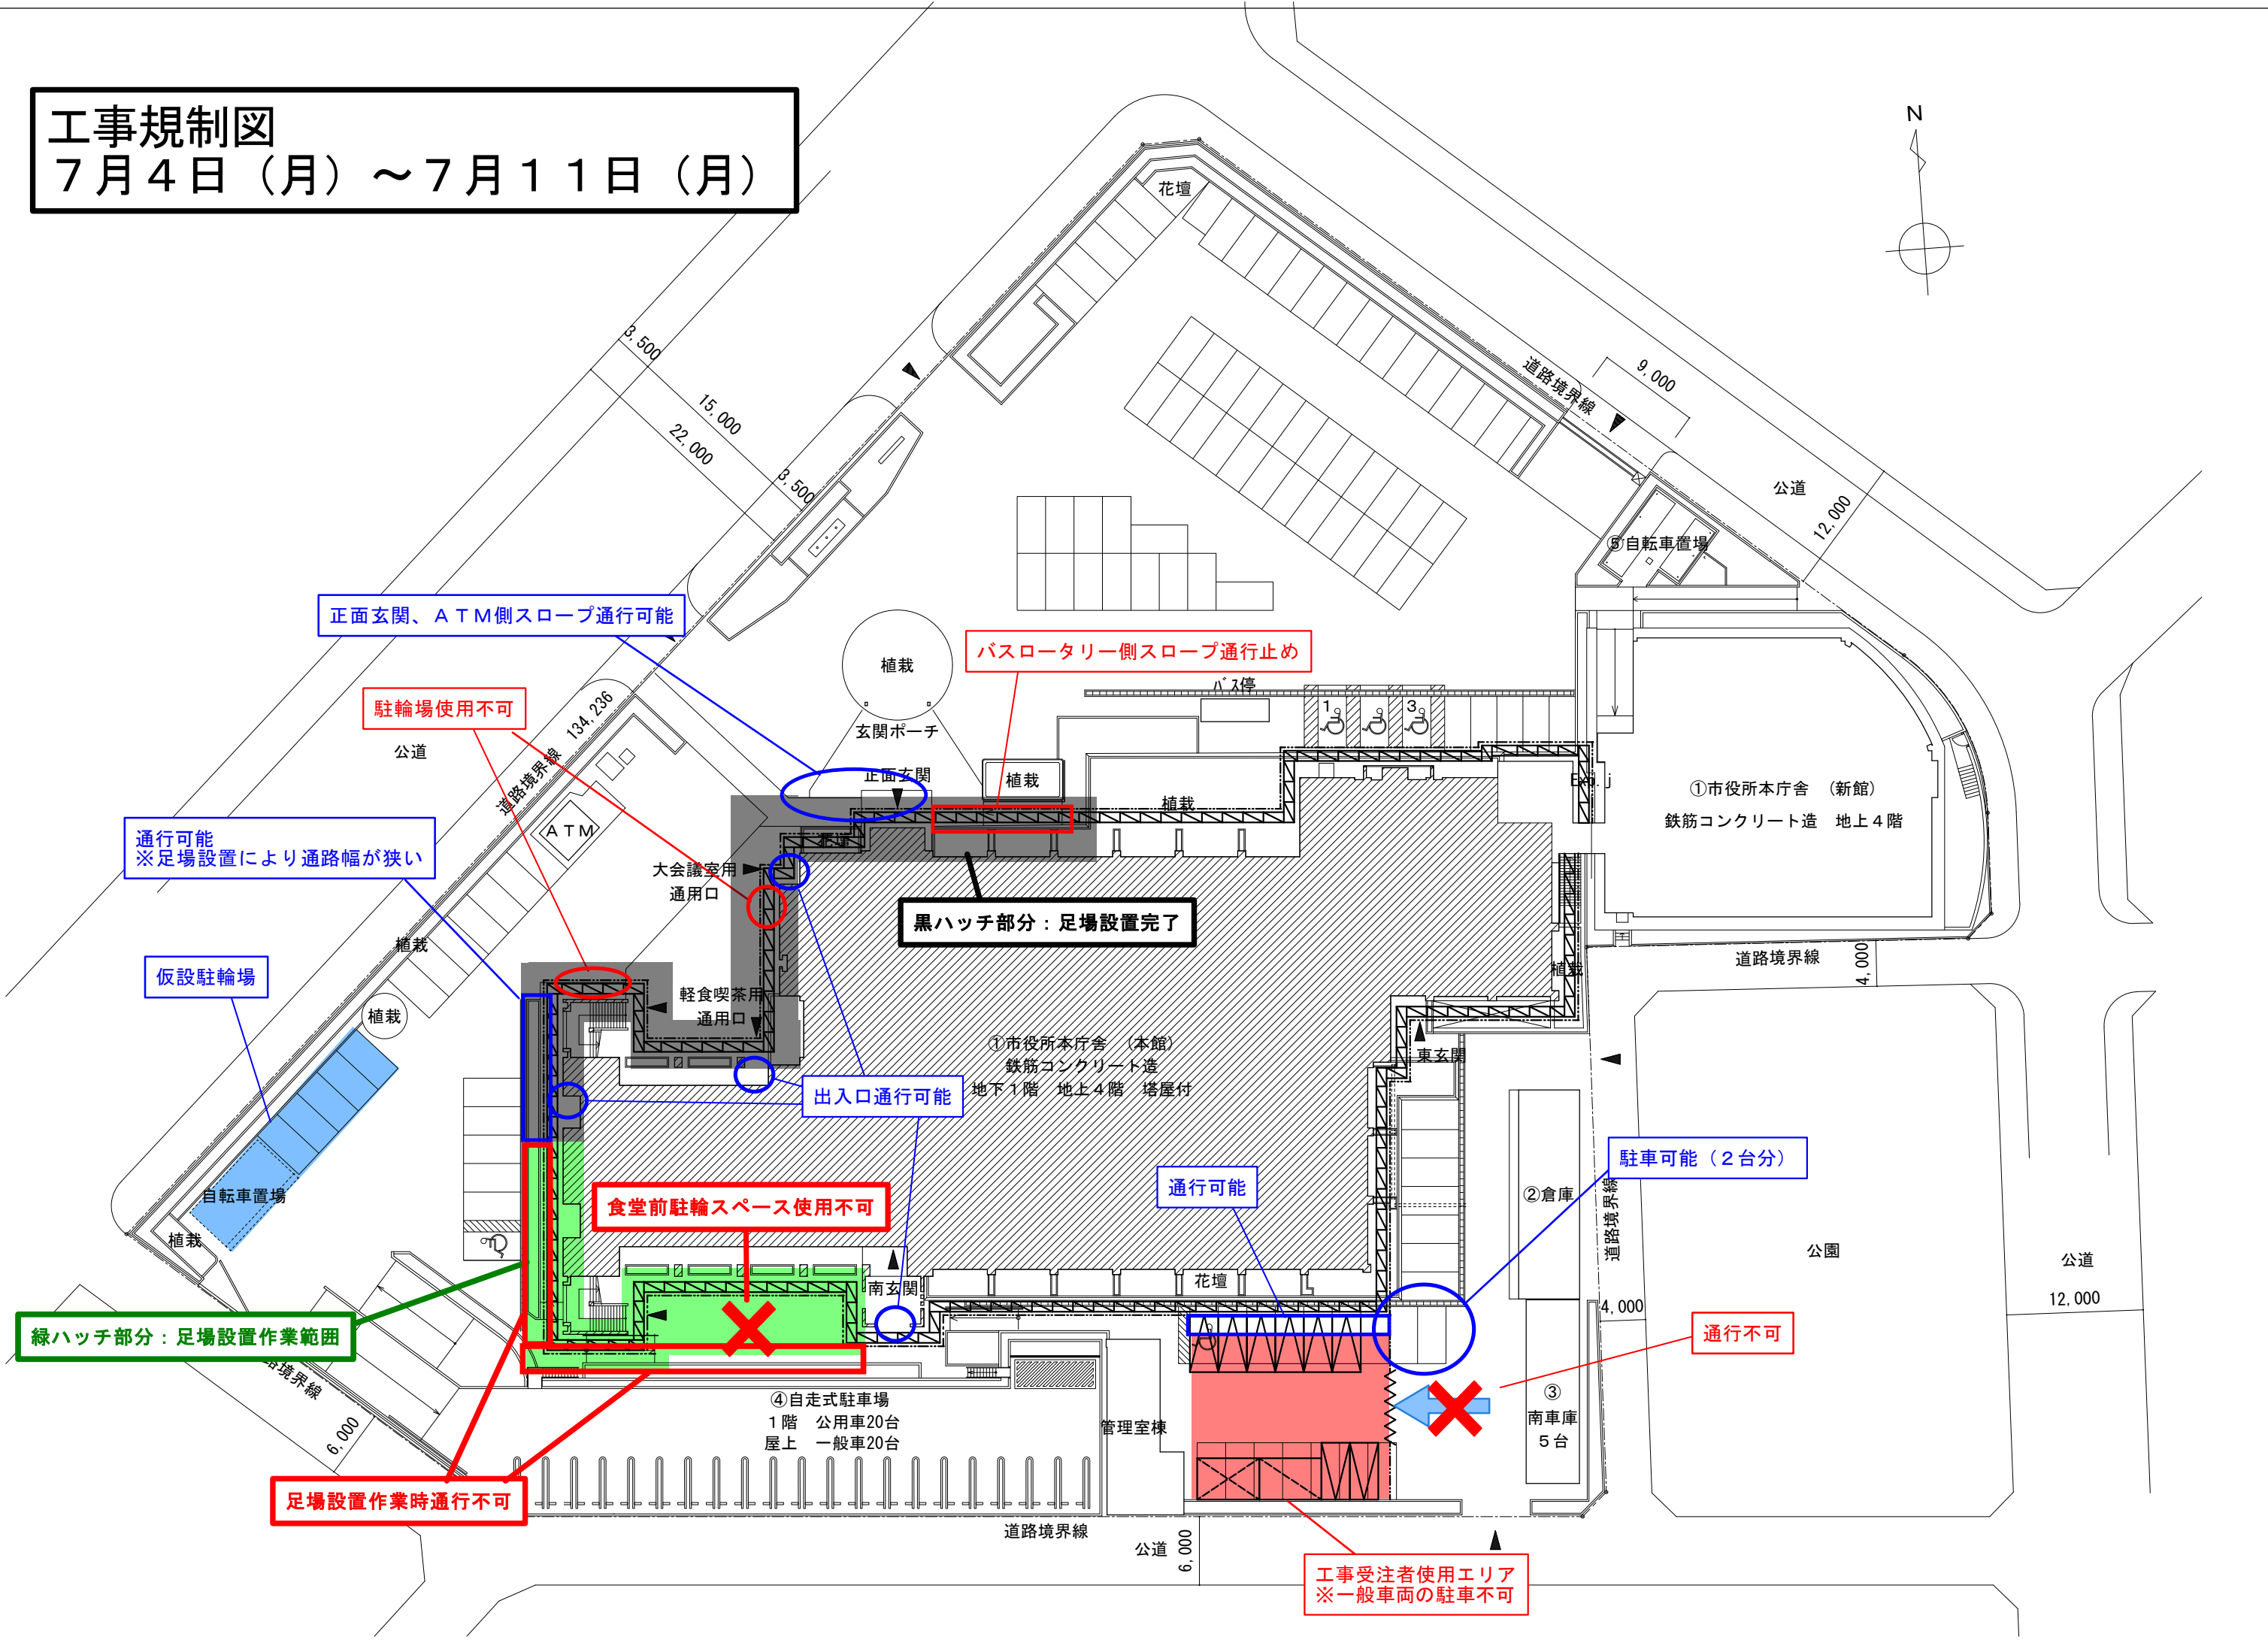 工事規制図
７月４日（月）～７月１１日（月）
N
花壇
3,500
15,000
22,000
3,500
道路境界線
9,000
公道
12,000
⑤自転車置場
正面玄関、ＡＴＭ側スロープ通行可能
植栽
バスロータリー側スロープ通行止め
バス停
1
3
駐輪場使用不可
134,236
道路境界線
公道
玄関ポーチ
正面玄関
植栽
植栽
①市役所本庁舎　（新館）
鉄筋コンクリート造　地上４階
ＡＴＭ
通行可能
※足場設置により通路幅が狭い
大会議室用
通用口
黒ハッチ部分：足場設置完了
植栽
植栽
道路境界線
4,000
仮設駐輪場
植栽
軽食喫茶用
通用口
①市役所本庁舎　（本館）
鉄筋コンクリート造
地下１階　地上４階　塔屋付
東玄関
出入口通行可能
駐車可能（２台分）
通行可能
②倉庫
道路境界線
自転車置場
食堂前駐輪スペース使用不可
植栽
公園
公道
12,000
南玄関
花壇
4,000
緑ハッチ部分：足場設置作業範囲
通行不可
路境界線
④自走式駐車場
１階　公用車20台
屋上　一般車20台
管理室棟
③
南車庫
５台
6,000
足場設置作業時通行不可
道路境界線
公道
6,000
工事受注者使用エリア
※一般車両の駐車不可